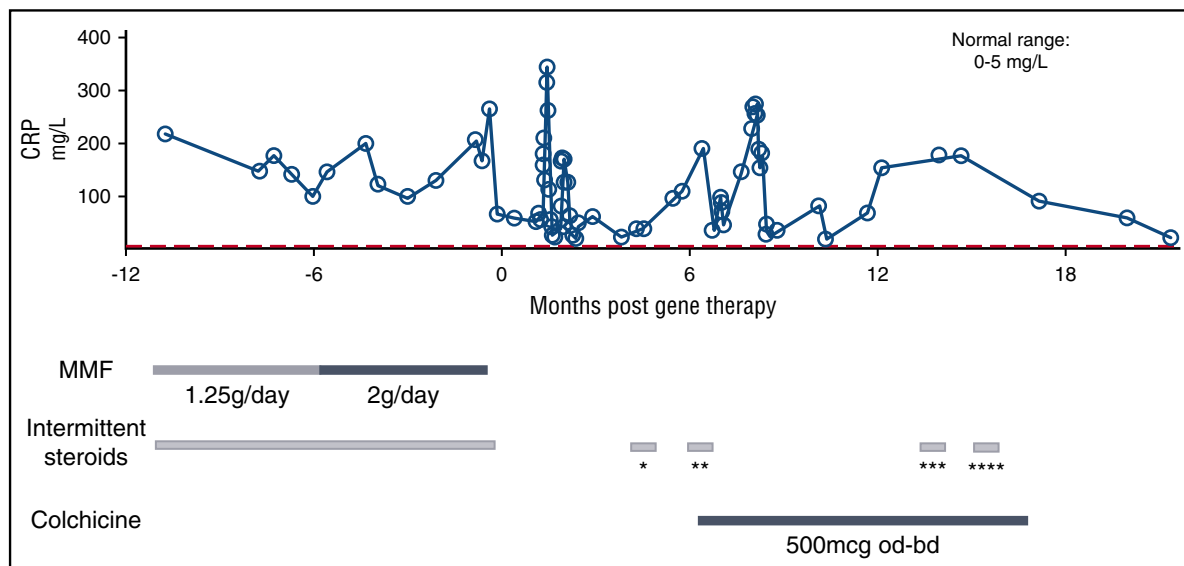 400
300
200
100
CRP
mg/L
Normal range:
0-5 mg/L
-12
-6
0
6
12
18
Months post gene therapy
MMF
1.25g/day
2g/day
Intermittent
steroids
*
**
***
****
Colchicine
500mcg od-bd